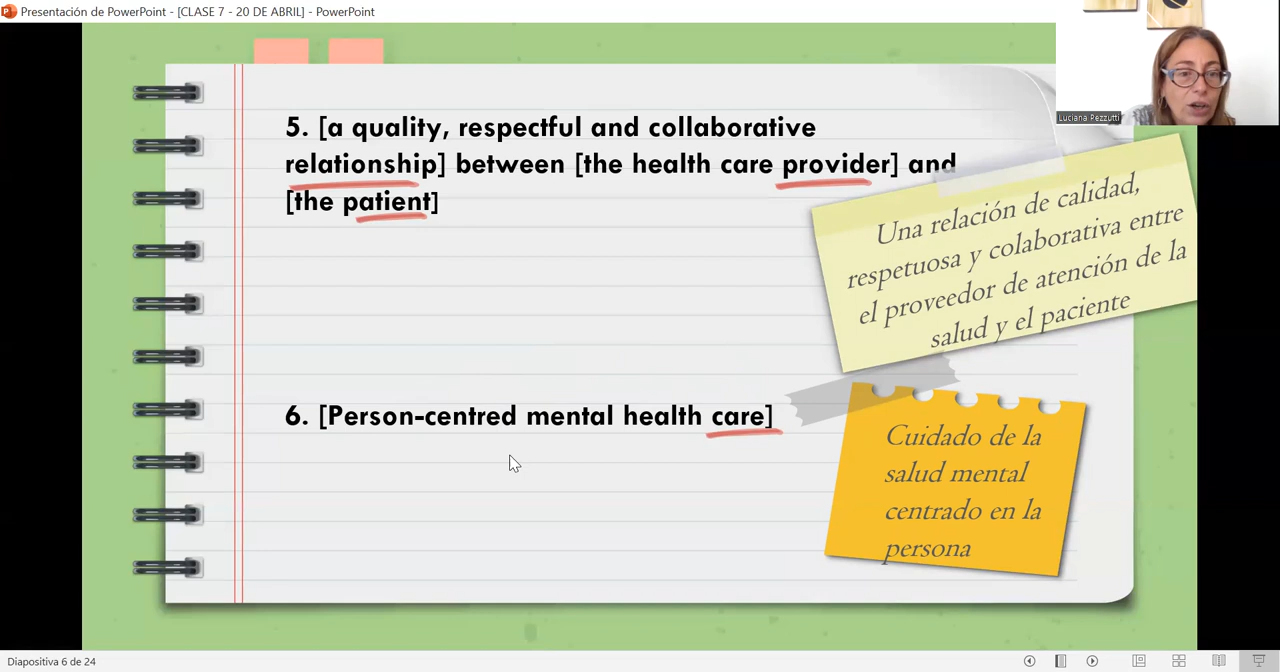 Presentación de PowerPoint - [CLASE 7 - 20 DE ABRIL] - PowerPoint
Luciana Pezzutti
5. [a quality, respectful and collaborative
relationship] between [the health care provider] and
[the patient]
Una relación de calidad,
respetuosa y colaborativa entre
el proveedor de atención de la
salud y el paciente
6. [Person-centred mental health care]
Cuidado de la
salud mental
centrado en la
persona
Diapositiva 6 de 24